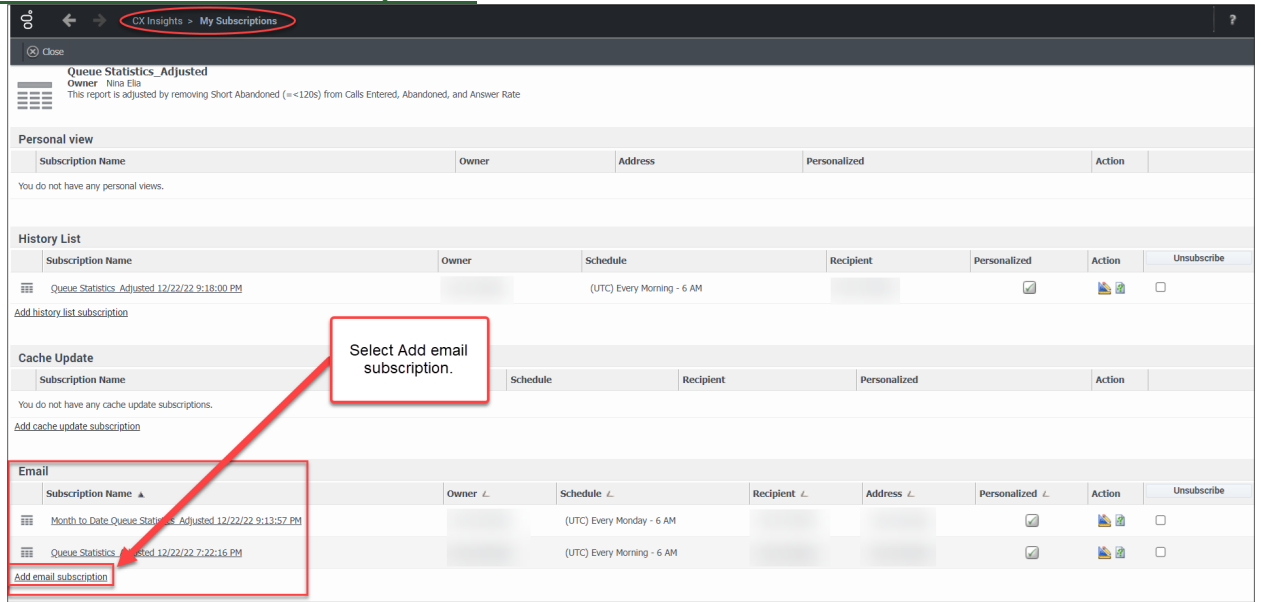 CX Insights > My Subscriptions
?
Close
Queue Statistics_Adjusted
Owner Nina Elia
This report is adjusted by removing Short Abandoned (=<120s) from Calls Entered, Abandoned, and Answer Rate
Personal view
Subscription Name Owner Address Personalized Action
You do not have any personal views.
History List
Subscription Name Owner Schedule Recipient Personalized Action Unsubscribe
Queue Statistics_Adjusted 12/22/22 9:18:00 PM (UTC) Every Morning - 6 AM
Add history list subscription
Select Add email
subscription.
Cache Update
Subscription Name Schedule Recipient Personalized Action
You do not have any cache update subscriptions.
Add cache update subscription
Email
Subscription Name Owner Schedule Recipient Address Personalized Action Unsubscribe
Month to Date Queue Statistics_Adjusted 12/22/22 9:13:57 PM (UTC) Every Monday - 6 AM
Queue Statistics_Adjusted 12/22/22 7:22:16 PM (UTC) Every Morning - 6 AM
Add email subscription